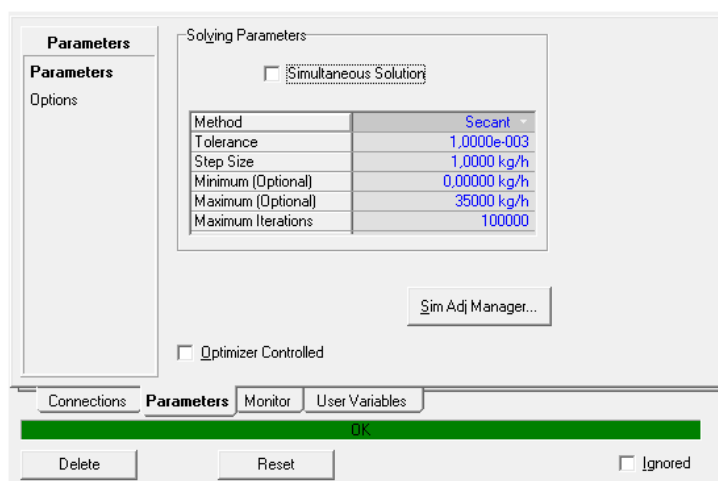 Parameters
Parameters
Options
Solving Parameters
Simultaneous Solution
Method Secant
Tolerance 1,0000e-003
Step Size 1,0000 kg/h
Minimum (Optional) 0,00000 kg/h
Maximum (Optional) 35000 kg/h
Maximum Iterations 100000
Sim Adj Manager...
Optimizer Controlled
Connections Parameters Monitor User Variables
OK
Delete Reset Ignored